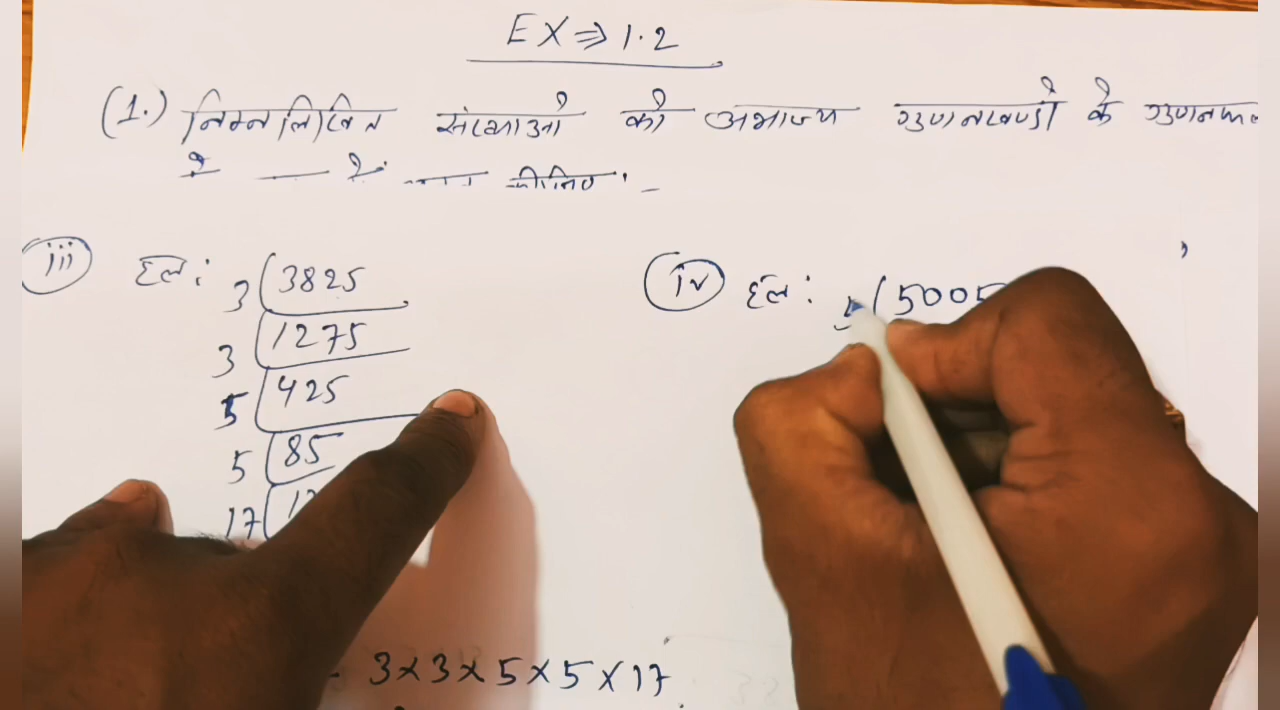 EX ⇒ 1.2
(1.) निम्नलिखित संख्याओ को अभाज्य गुणनखण्डो के
कीजिए
iii हल: 3 3825
3 1275
5 425
5 85
17
3×3×5×5×17
iv हल: 5 5005